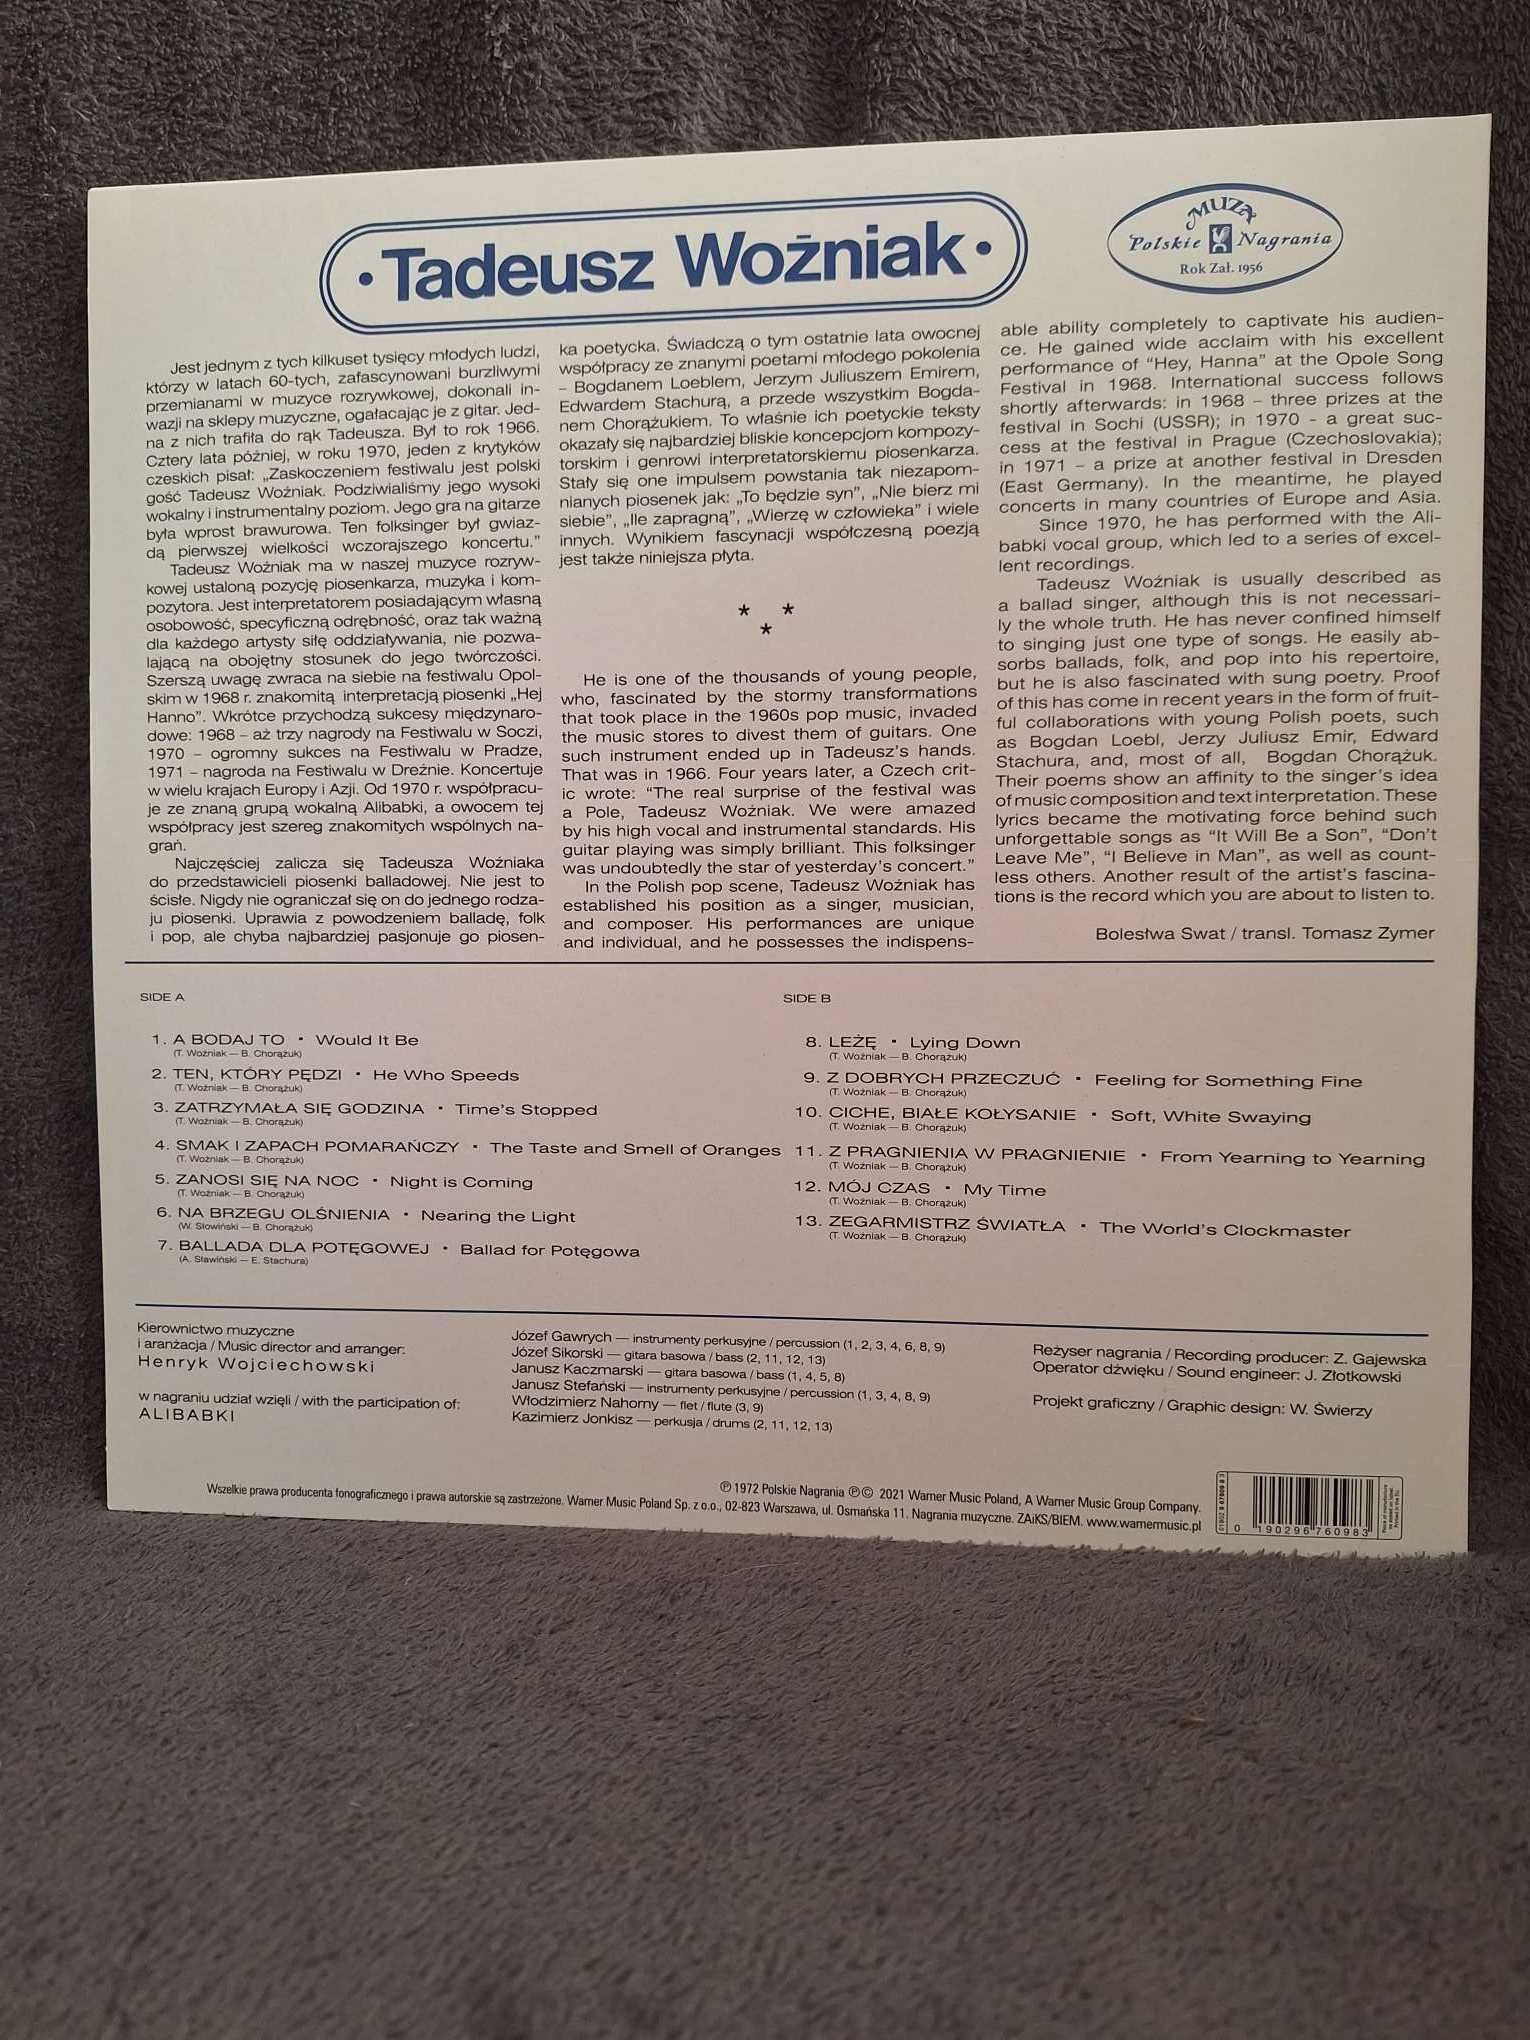 • Tadeusz Woźniak •
MUZA
Polskie Nagrania
Rok Zał. 1956
Jest jednym z tych kilkuset tysięcy młodych ludzi,
którzy w latach 60-tych, zafascynowani burzliwymi
przemianami w muzyce rozrywkowej, dokonali in-
wazji na sklepy muzyczne, ogałacając je z gitar. Jed-
na z nich trafiła do rąk Tadeusza. Był to rok 1966.
Cztery lata później, w roku 1970, jeden z krytyków
czeskich pisał: „Zaskoczeniem festiwalu jest polski
gość Tadeusz Woźniak. Podziwialiśmy jego wysoki
wokalny i instrumentalny poziom. Jego gra na gitarze
była wprost brawurowa. Ten folksinger był gwiaz-
dą pierwszej wielkości wczorajszego koncertu.”
Tadeusz Woźniak ma w naszej muzyce rozryw-
kowej ustaloną pozycję piosenkarza, muzyka i kom-
pozytora. Jest interpretatorem posiadającym własną
osobowość, specyficzną odrębność, oraz tak ważną
dla każdego artysty siłę oddziaływania, nie pozwa-
lającą na obojętny stosunek do jego twórczości.
Szerszą uwagę zwraca na siebie na festiwalu Opol-
skim w 1968 r. znakomitą interpretacją piosenki „Hej
Hanno”. Wkrótce przychodzą sukcesy międzynaro-
dowe: 1968 – aż trzy nagrody na Festiwalu w Soczi,
1970 – ogromny sukces na Festiwalu w Pradze,
1971 – nagroda na Festiwalu w Dreźnie. Koncertuje
w wielu krajach Europy i Azji. Od 1970 r. współpracu-
je ze znaną grupą wokalną Alibabki, a owocem tej
współpracy jest szereg znakomitych wspólnych na-
grań.
Najczęściej zalicza się Tadeusza Woźniaka
do przedstawicieli piosenki balladowej. Nie jest to
ścisłe. Nigdy nie ograniczał się on do jednego rodza-
ju piosenki. Uprawia z powodzeniem balladę, folk
i pop, ale chyba najbardziej pasjonuje go piosen-
ka poetycka. Świadczą o tym ostatnie lata owocnej
współpracy ze znanymi poetami młodego pokolenia
– Bogdanem Loeblem, Jerzym Juliuszem Emirem,
Edwardem Stachurą, a przede wszystkim Bogda-
nem Chorążukiem. To właśnie ich poetyckie teksty
okazały się najbardziej bliskie koncepcjom kompozy-
torskim i genrowi interpretatorskiemu piosenkarza.
Stały się one impulsem powstania tak niezapom-
nianych piosenek jak: „To będzie syn”, „Nie bierz mi
siebie”, „Ile zapragną”, „Wierzę w człowieka” i wiele
innych. Wynikiem fascynacji współczesną poezją
jest także niniejsza płyta.
* * *
He is one of the thousands of young people,
who, fascinated by the stormy transformations
that took place in the 1960s pop music, invaded
the music stores to divest them of guitars. One
such instrument ended up in Tadeusz's hands.
That was in 1966. Four years later, a Czech crit-
ic wrote: “The real surprise of the festival was
a Pole, Tadeusz Woźniak. We were amazed
by his high vocal and instrumental standards. His
guitar playing was simply brilliant. This folksinger
was undoubtedly the star of yesterday's concert.”
In the Polish pop scene, Tadeusz Woźniak has
established his position as a singer, musician,
and composer. His performances are unique
and individual, and he possesses the indispens-
able ability completely to captivate his audien-
ce. He gained wide acclaim with his excellent
performance of “Hey, Hanna” at the Opole Song
Festival in 1968. International success follows
shortly afterwards: in 1968 – three prizes at the
festival in Sochi (USSR); in 1970 - a great suc-
cess at the festival in Prague (Czechoslovakia);
in 1971 – a prize at another festival in Dresden
(East Germany). In the meantime, he played
concerts in many countries of Europe and Asia.
Since 1970, he has performed with the Ali-
babki vocal group, which led to a series of excel-
lent recordings.
Tadeusz Woźniak is usually described as
a ballad singer, although this is not necessari-
ly the whole truth. He has never confined himself
to singing just one type of songs. He easily ab-
sorbs ballads, folk, and pop into his repertoire,
but he is also fascinated with sung poetry. Proof
of this has come in recent years in the form of fruit-
ful collaborations with young Polish poets, such
as Bogdan Loebl, Jerzy Juliusz Emir, Edward
Stachura, and, most of all, Bogdan Chorążuk.
Their poems show an affinity to the singer's idea
of music composition and text interpretation. These
lyrics became the motivating force behind such
unforgettable songs as “It Will Be a Son”, “Don't
Leave Me”, “I Believe in Man”, as well as count-
less others. Another result of the artist's fascina-
tions is the record which you are about to listen to.
Bolesłwa Swat / transl. Tomasz Zymer
SIDE A
1. A BODAJ TO • Would It Be
(T. Woźniak — B. Chorążuk)
2. TEN, KTÓRY PĘDZI • He Who Speeds
(T. Woźniak — B. Chorążuk)
3. ZATRZYMAŁA SIĘ GODZINA • Time's Stopped
(T. Woźniak — B. Chorążuk)
4. SMAK I ZAPACH POMARAŃCZY • The Taste and Smell of Oranges
(T. Woźniak — B. Chorążuk)
5. ZANOSI SIĘ NA NOC • Night is Coming
(T. Woźniak — B. Chorążuk)
6. NA BRZEGU OLŚNIENIA • Nearing the Light
(W. Słowiński — B. Chorążuk)
7. BALLADA DLA POTĘGOWEJ • Ballad for Potęgowa
(A. Sławiński — E. Stachura)
SIDE B
8. LEŻĘ • Lying Down
(T. Woźniak — B. Chorążuk)
9. Z DOBRYCH PRZECZUĆ • Feeling for Something Fine
(T. Woźniak — B. Chorążuk)
10. CICHE, BIAŁE KOŁYSANIE • Soft, White Swaying
(T. Woźniak — B. Chorążuk)
11. Z PRAGNIENIA W PRAGNIENIE • From Yearning to Yearning
(T. Woźniak — B. Chorążuk)
12. MÓJ CZAS • My Time
(T. Woźniak — B. Chorążuk)
13. ZEGARMISTRZ ŚWIATŁA • The World's Clockmaster
(T. Woźniak — B. Chorążuk)
Kierownictwo muzyczne
i aranżacja / Music director and arranger:
Henryk Wojciechowski
w nagraniu udział wzięli / with the participation of:
ALIBABKI
Józef Gawrych — instrumenty perkusyjne / percussion (1, 2, 3, 4, 6, 8, 9)
Józef Sikorski — gitara basowa / bass (2, 11, 12, 13)
Janusz Kaczmarski — gitara basowa / bass (1, 4, 5, 8)
Janusz Stefański — instrumenty perkusyjne / percussion (1, 3, 4, 8, 9)
Włodzimierz Nahorny — flet / flute (3, 9)
Kazimierz Jonkisz — perkusja / drums (2, 11, 12, 13)
Reżyser nagrania / Recording producer: Z. Gajewska
Operator dźwięku / Sound engineer: J. Złotkowski
Projekt graficzny / Graphic design: W. Świerzy
℗ 1972 Polskie Nagrania ℗© 2021 Warner Music Poland, A Warner Music Group Company.
Wszelkie prawa producenta fonograficznego i prawa autorskie są zastrzeżone. Warner Music Poland Sp. z o.o., 02-823 Warszawa, ul. Osmańska 11. Nagrania muzyczne. ZAiKS/BIEM. www.warnermusic.pl
0 190296 760983